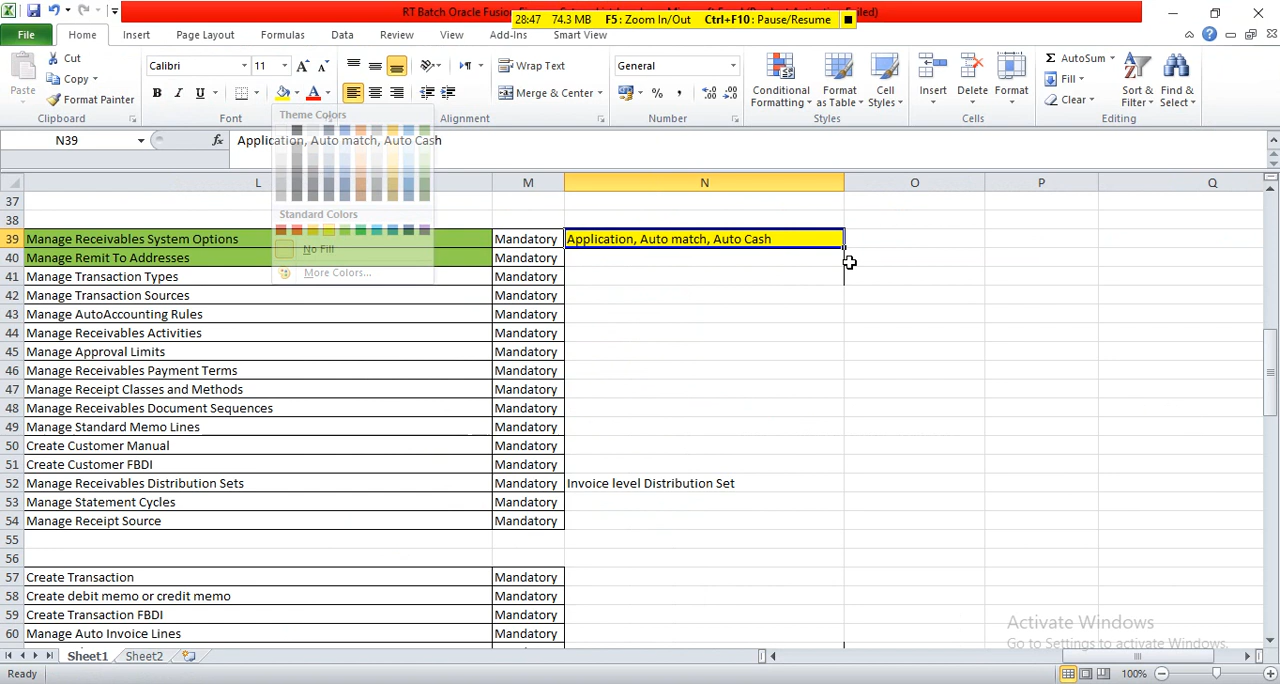 RT Batch Oracle Fusion
28:47 74.3 MB F5: Zoom In/Out Ctrl+F10: Pause/Resume
File Home Insert Page Layout Formulas Data Review View Add-Ins Smart View
Paste Cut Copy Format Painter
Calibri 11
B I U
Wrap Text
Merge & Center
General
%
Conditional Formatting Format as Table Cell Styles
Insert Delete Format
AutoSum Fill Clear
Sort & Filter Find & Select
Clipboard Font Alignment Number Styles Cells Editing
Theme Colors
N39 fx Application, Auto match, Auto Cash
L M N O P Q
Standard Colors
No Fill
More Colors...
37
38
39 Manage Receivables System Options Mandatory Application, Auto match, Auto Cash
40 Manage Remit To Addresses Mandatory
41 Manage Transaction Types Mandatory
42 Manage Transaction Sources Mandatory
43 Manage AutoAccounting Rules Mandatory
44 Manage Receivables Activities Mandatory
45 Manage Approval Limits Mandatory
46 Manage Receivables Payment Terms Mandatory
47 Manage Receipt Classes and Methods Mandatory
48 Manage Receivables Document Sequences Mandatory
49 Manage Standard Memo Lines Mandatory
50 Create Customer Manual Mandatory
51 Create Customer FBDI Mandatory
52 Manage Receivables Distribution Sets Mandatory Invoice level Distribution Set
53 Manage Statement Cycles Mandatory
54 Manage Receipt Source Mandatory
55
56
57 Create Transaction Mandatory
58 Create debit memo or credit memo Mandatory
59 Create Transaction FBDI Mandatory
60 Manage Auto Invoice Lines Mandatory
Activate Windows
Go to Settings to activate Windows.
Sheet1 Sheet2
Ready 100%